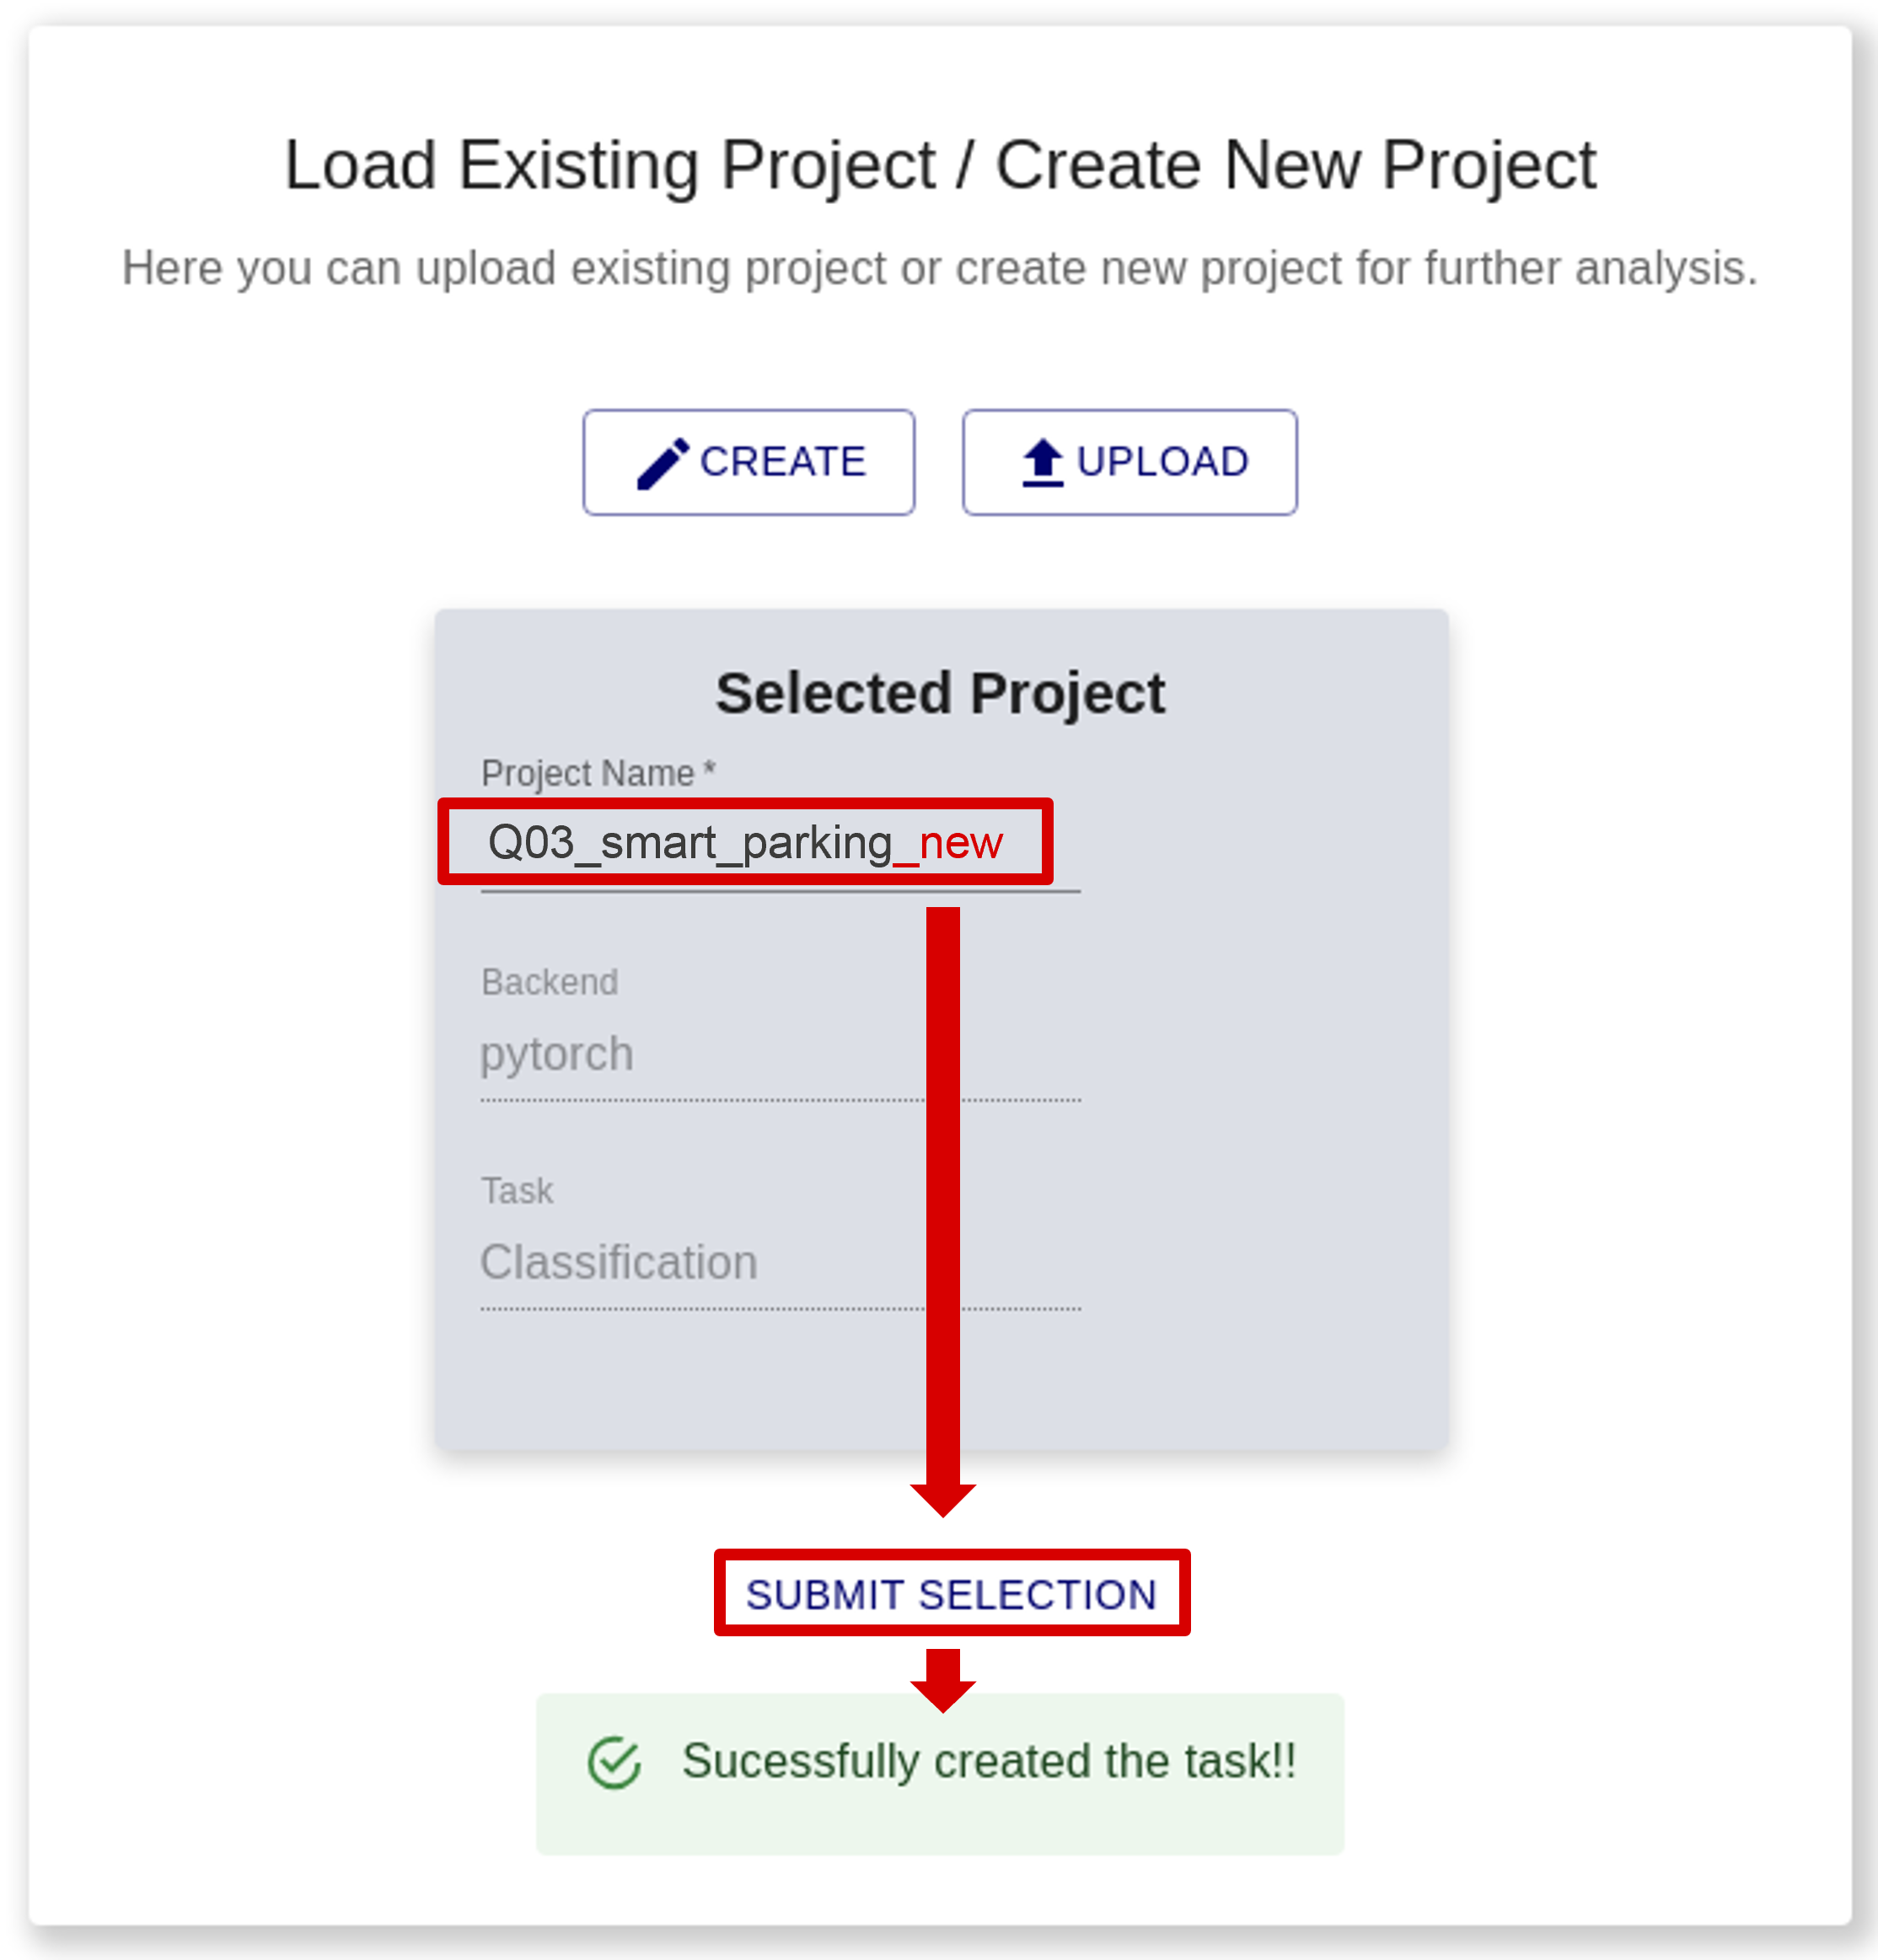 Load Existing Project / Create New Project
Here you can upload existing project or create new project for further analysis.
CREATE
UPLOAD
Selected Project
Project Name *
Q03_smart_parking_new
Backend
pytorch
Task
Classification
SUBMIT SELECTION
Sucessfully created the task!!